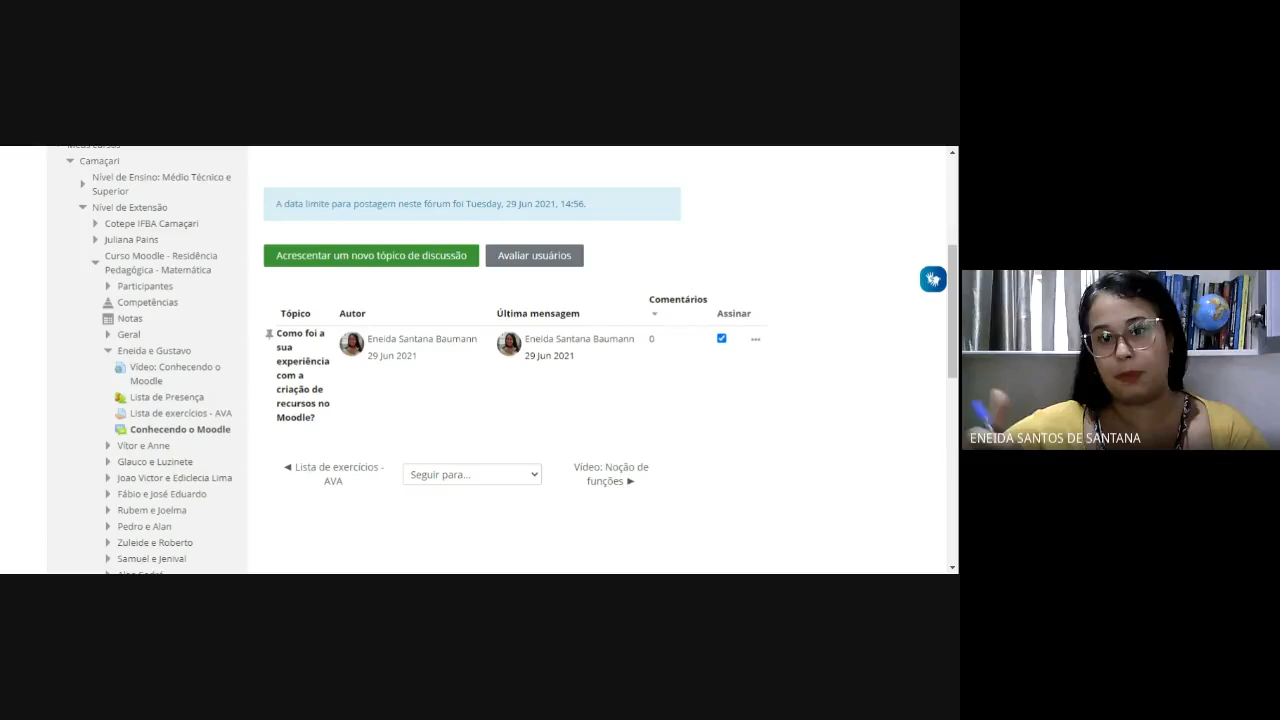 Meus cursos
Camaçari
Nível de Ensino: Médio Técnico e
Superior
Nível de Extensão
Cotepe IFBA Camaçari
Juliana Pains
Curso Moodle - Residência
Pedagógica - Matemática
Participantes
Competências
Notas
Geral
Eneida e Gustavo
Vídeo: Conhecendo o
Moodle
Lista de Presença
Lista de exercícios - AVA
Conhecendo o Moodle
Vítor e Anne
Glauco e Luzinete
Joao Victor e Ediclecia Lima
Fábio e José Eduardo
Rubem e Joelma
Pedro e Alan
Zuleide e Roberto
Samuel e Jenival
A data limite para postagem neste fórum foi Tuesday, 29 Jun 2021, 14:56.
Acrescentar um novo tópico de discussão
Avaliar usuários
Tópico
Autor
Última mensagem
Comentários
Assinar
Como foi a
sua
experiência
com a
criação de
recursos no
Moodle?
Eneida Santana Baumann
29 Jun 2021
Eneida Santana Baumann
29 Jun 2021
0
◄ Lista de exercícios -
AVA
Seguir para...
Vídeo: Noção de
funções ►
ENEIDA SANTOS DE SANTANA